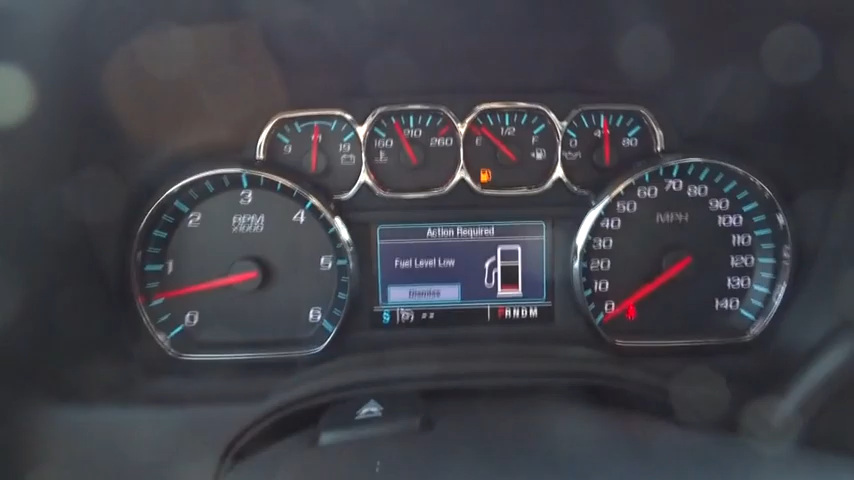 9 19
160 210 260
E 1/2 F
0 80
RPM
x1000
0 1 2 3 4 5 6
Action Required
Fuel Level Low
Dismiss
PRNDM
MPH
0 10 20 30 40 50 60 70 80 90 100 110 120 130 140